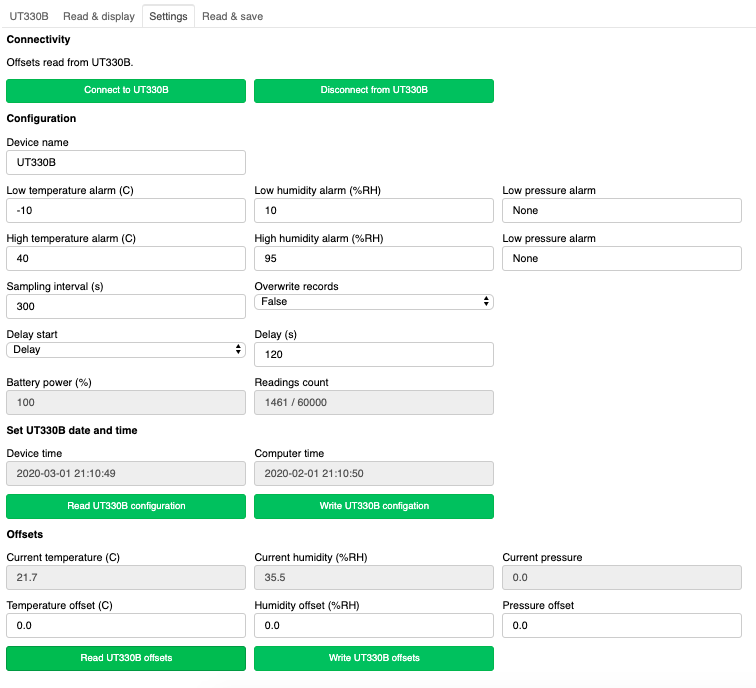 UT330B Read & display Settings Read & save
Connectivity
Offsets read from UT330B.
Connect to UT330B Disconnect from UT330B
Configuration
Device name
UT330B
Low temperature alarm (C) Low humidity alarm (%RH) Low pressure alarm
-10 10 None
High temperature alarm (C) High humidity alarm (%RH) Low pressure alarm
40 95 None
Sampling interval (s) Overwrite records
300 False
Delay start Delay (s)
Delay 120
Battery power (%) Readings count
100 1461 / 60000
Set UT330B date and time
Device time Computer time
2020-03-01 21:10:49 2020-02-01 21:10:50
Read UT330B configuration Write UT330B configation
Offsets
Current temperature (C) Current humidity (%RH) Current pressure
21.7 35.5 0.0
Temperature offset (C) Humidity offset (%RH) Pressure offset
0.0 0.0 0.0
Read UT330B offsets Write UT330B offsets